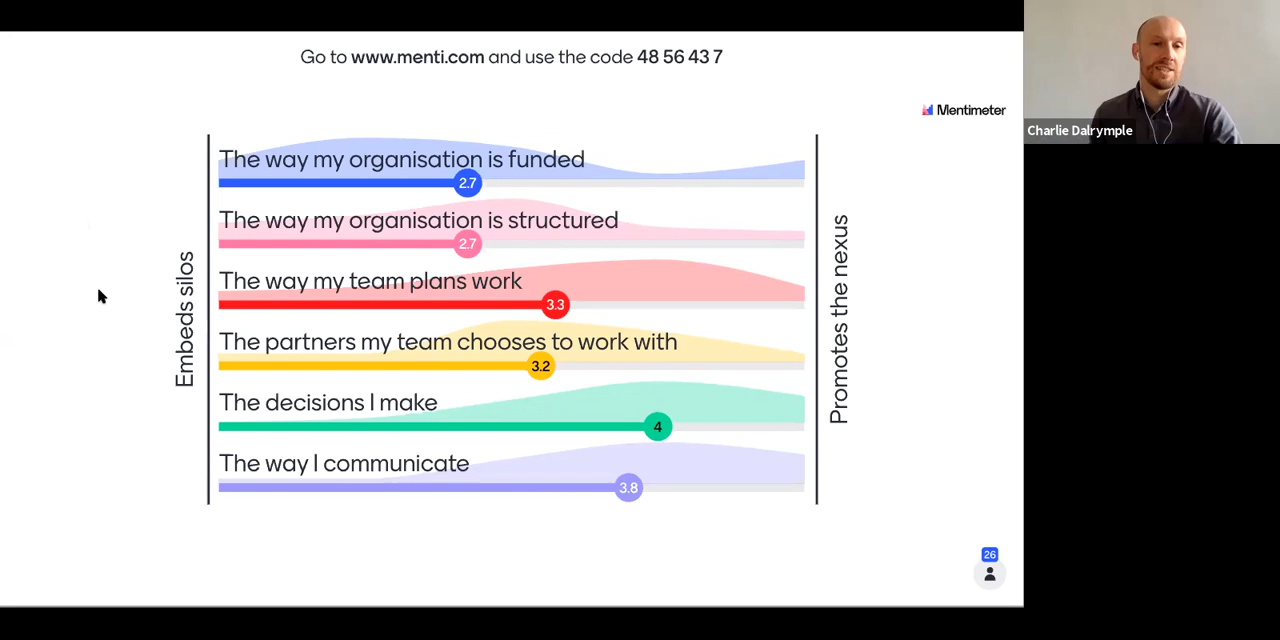 Go to www.menti.com and use the code 48 56 43 7
Mentimeter
Charlie Dalrymple
Embeds silos
The way my organisation is funded
2.7
The way my organisation is structured
2.7
The way my team plans work
3.3
The partners my team chooses to work with
3.2
The decisions I make
4
The way I communicate
3.8
Promotes the nexus
26